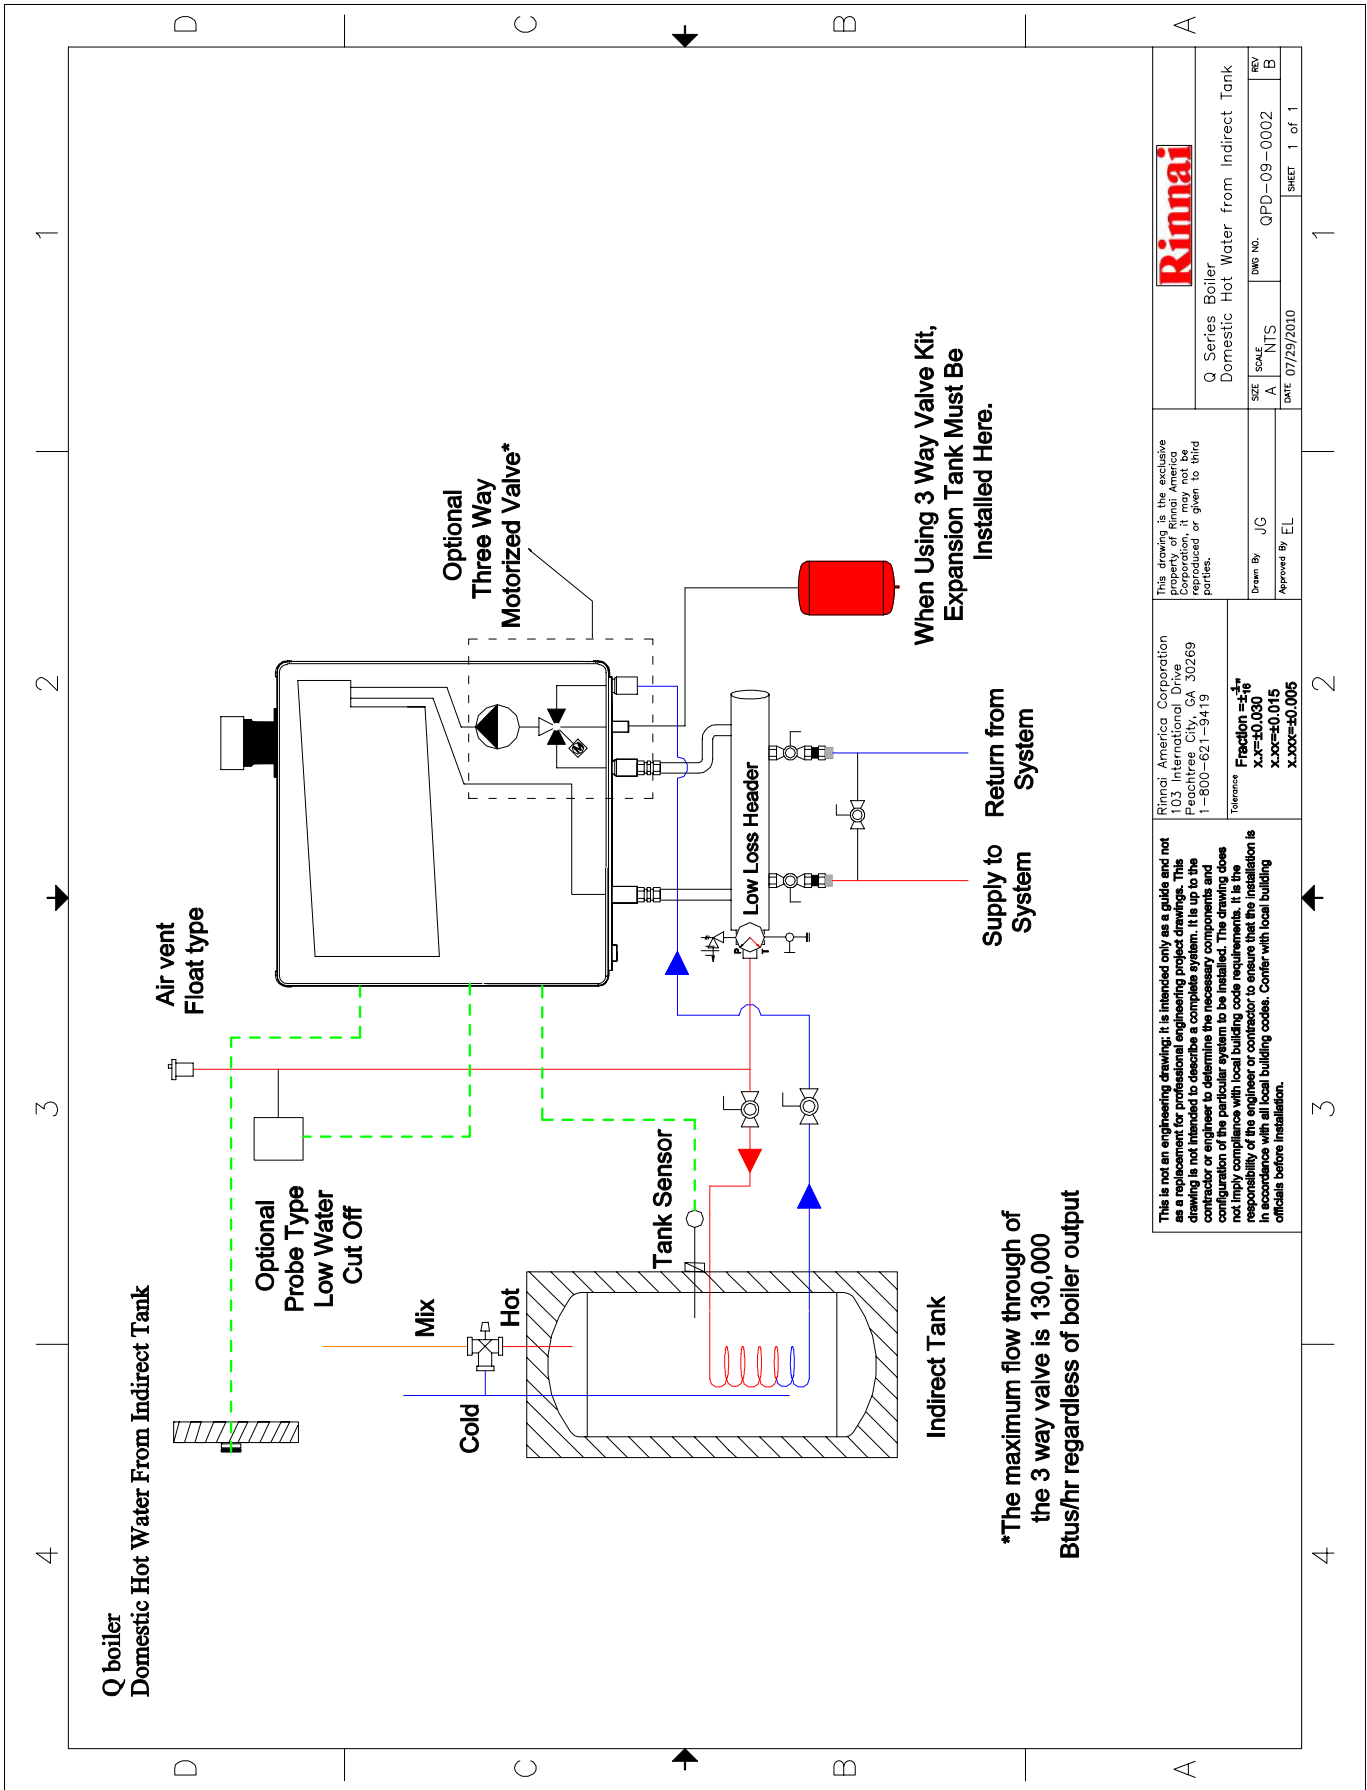 Q boiler
Domestic Hot Water From Indirect Tank
4
3
2
1
D
C
B
A
D
C
B
A
4
3
2
1
Air vent
Float type
Optional
Probe Type
Low Water
Cut Off
Optional
Three Way
Motorized Valve*
M
Mix
Hot
Cold
Tank Sensor
Indirect Tank
P
T
Low Loss Header
Supply to
System
Return from
System
When Using 3 Way Valve Kit,
Expansion Tank Must Be
Installed Here.
*The maximum flow through of
the 3 way valve is 130,000
Btus/hr regardless of boiler output
This is not an engineering drawing; it is intended only as a guide and not
as a replacement for professional engineering project drawings. This
drawing is not intended to describe a complete system. It is up to the
contractor or engineer to determine the necessary components and
configuration of the particular system to be installed. The drawing does
not imply compliance with local building code requirements. It is the
responsibility of the engineer or contractor to ensure that the installation is
in accordance with all local building codes. Confer with local building
officials before installation.
Rinnai America Corporation
103 International Drive
Peachtree City, GA 30269
1-800-621-9419
Tolerance
Fraction =±1/16"
X.X=±0.030
X.XX=±0.015
X.XXX=±0.005
This drawing is the exclusive
property of Rinnai America
Corporation, it may not be
reproduced or given to third
parties.
Drawn By JG
Approved By EL
Rinnai
Q Series Boiler
Domestic Hot Water from Indirect Tank
SIZE A
SCALE NTS
DWG NO. QPD-09-0002
REV B
DATE 07/29/2010
SHEET 1 of 1